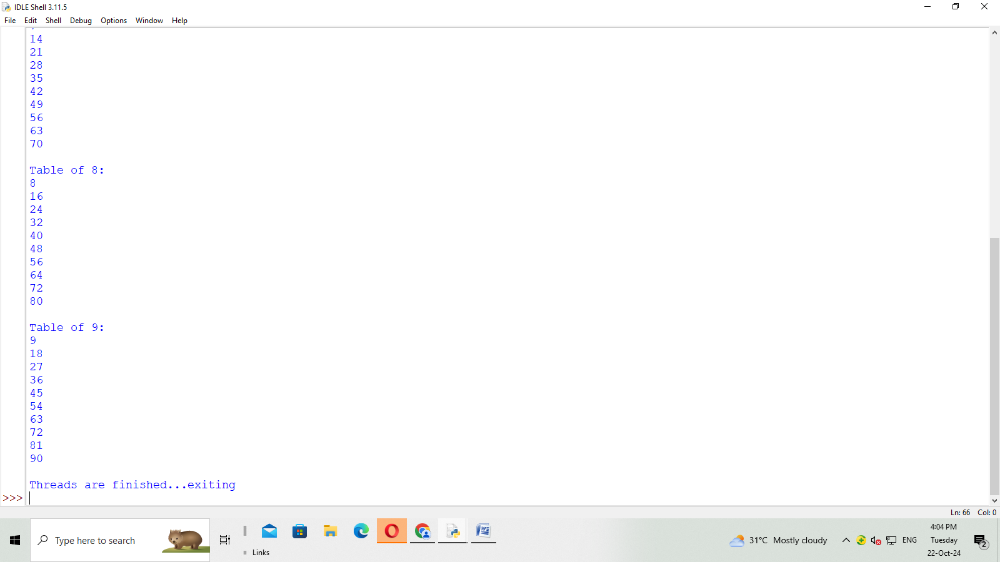 IDLE Shell 3.11.5
File Edit Shell Debug Options Window Help
14
21
28
35
42
49
56
63
70
Table of 8:
8
16
24
32
40
48
56
64
72
80
Table of 9:
9
18
27
36
45
54
63
72
81
90
Threads are finished...exiting
>>>
Ln: 66 Col: 0
Type here to search
Links
31°C Mostly cloudy
ENG
4:04 PM
Tuesday
22-Oct-24
2